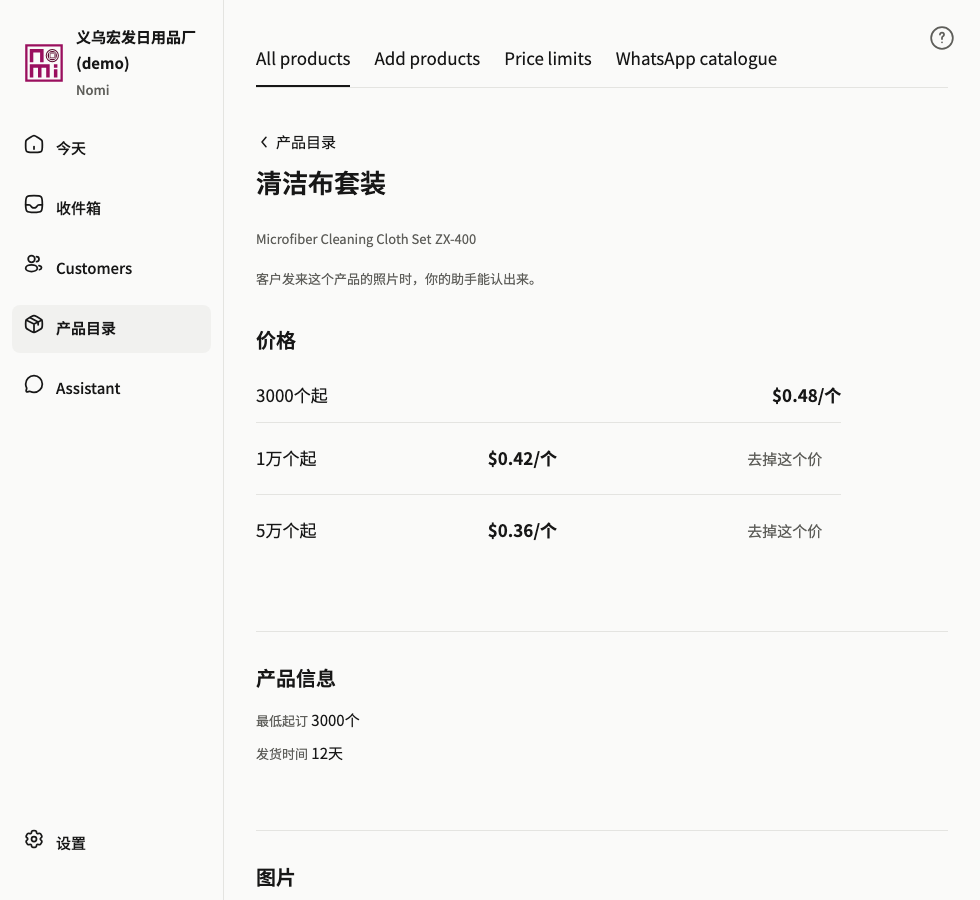 义乌宏发日用品厂
(demo)
Nomi
今天
收件箱
Customers
产品目录
Assistant
设置
All products
Add products
Price limits
WhatsApp catalogue
产品目录
清洁布套装
Microfiber Cleaning Cloth Set ZX-400
客户发来这个产品的照片时，你的助手能认出来。
价格
3000个起 $0.48/个
1万个起 $0.42/个 去掉这个价
5万个起 $0.36/个 去掉这个价
产品信息
最低起订 3000个
发货时间 12天
图片